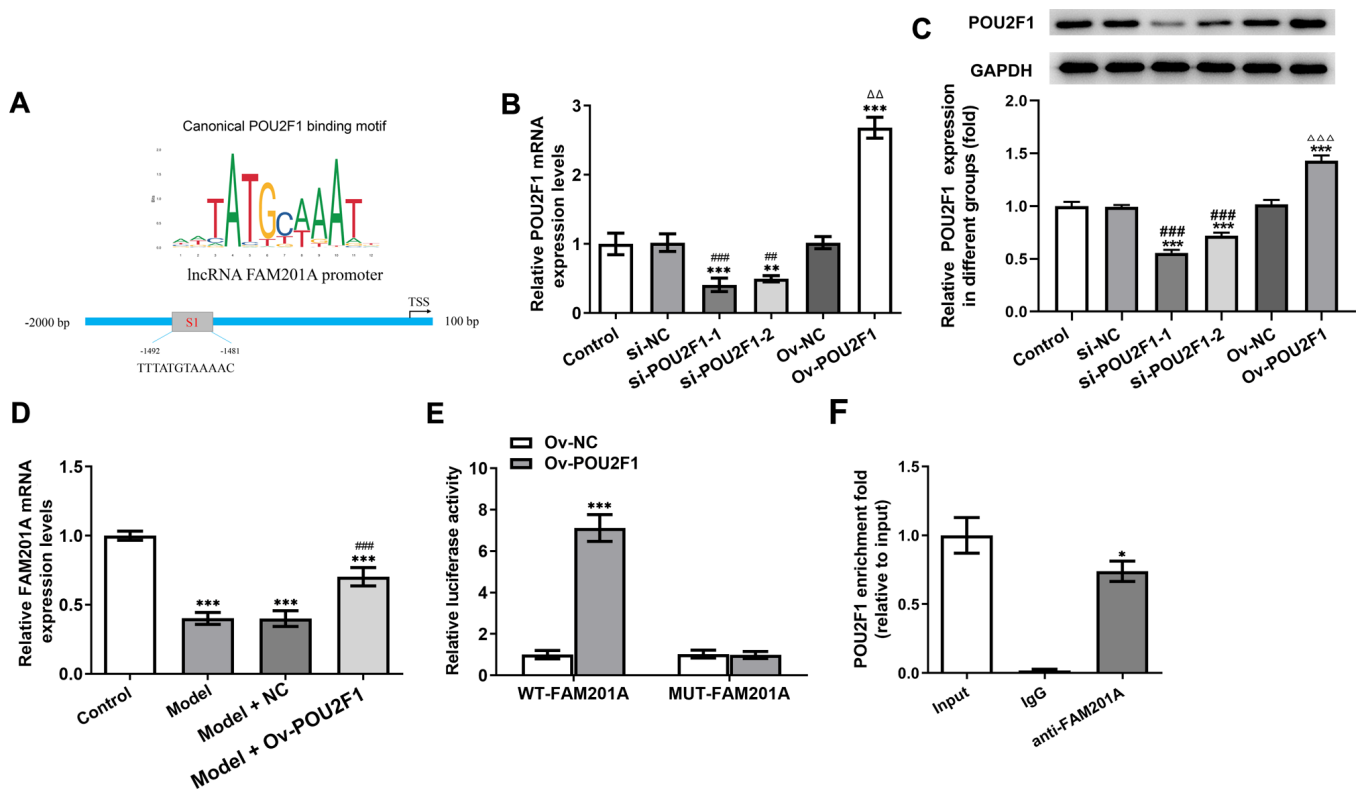 A
Canonical POU2F1 binding motif
lncRNA FAM201A promoter
TSS
-2000 bp
S1
100 bp
-1492
-1481
TTTATGTAAAAC
B
Relative POU2F1 mRNA
expression levels
3
2
1
0
###
***
##
**
ΔΔ
***
Control
si-NC
si-POU2F1-1
si-POU2F1-2
Ov-NC
Ov-POU2F1
C
POU2F1
GAPDH
Relative POU2F1 expression
in different groups (fold)
2.0
1.5
1.0
0.5
0.0
###
***
###
***
ΔΔΔ
***
Control
si-NC
si-POU2F1-1
si-POU2F1-2
Ov-NC
Ov-POU2F1
D
Relative FAM201A mRNA
expression levels
1.5
1.0
0.5
0.0
***
***
###
***
Control
Model
Model + NC
Model + Ov-POU2F1
E
Ov-NC
Ov-POU2F1
Relative luciferase activity
10
8
6
4
2
0
***
WT-FAM201A
MUT-FAM201A
F
POU2F1 enrichment fold
(relative to input)
1.5
1.0
0.5
0.0
*
Input
IgG
anti-FAM201A